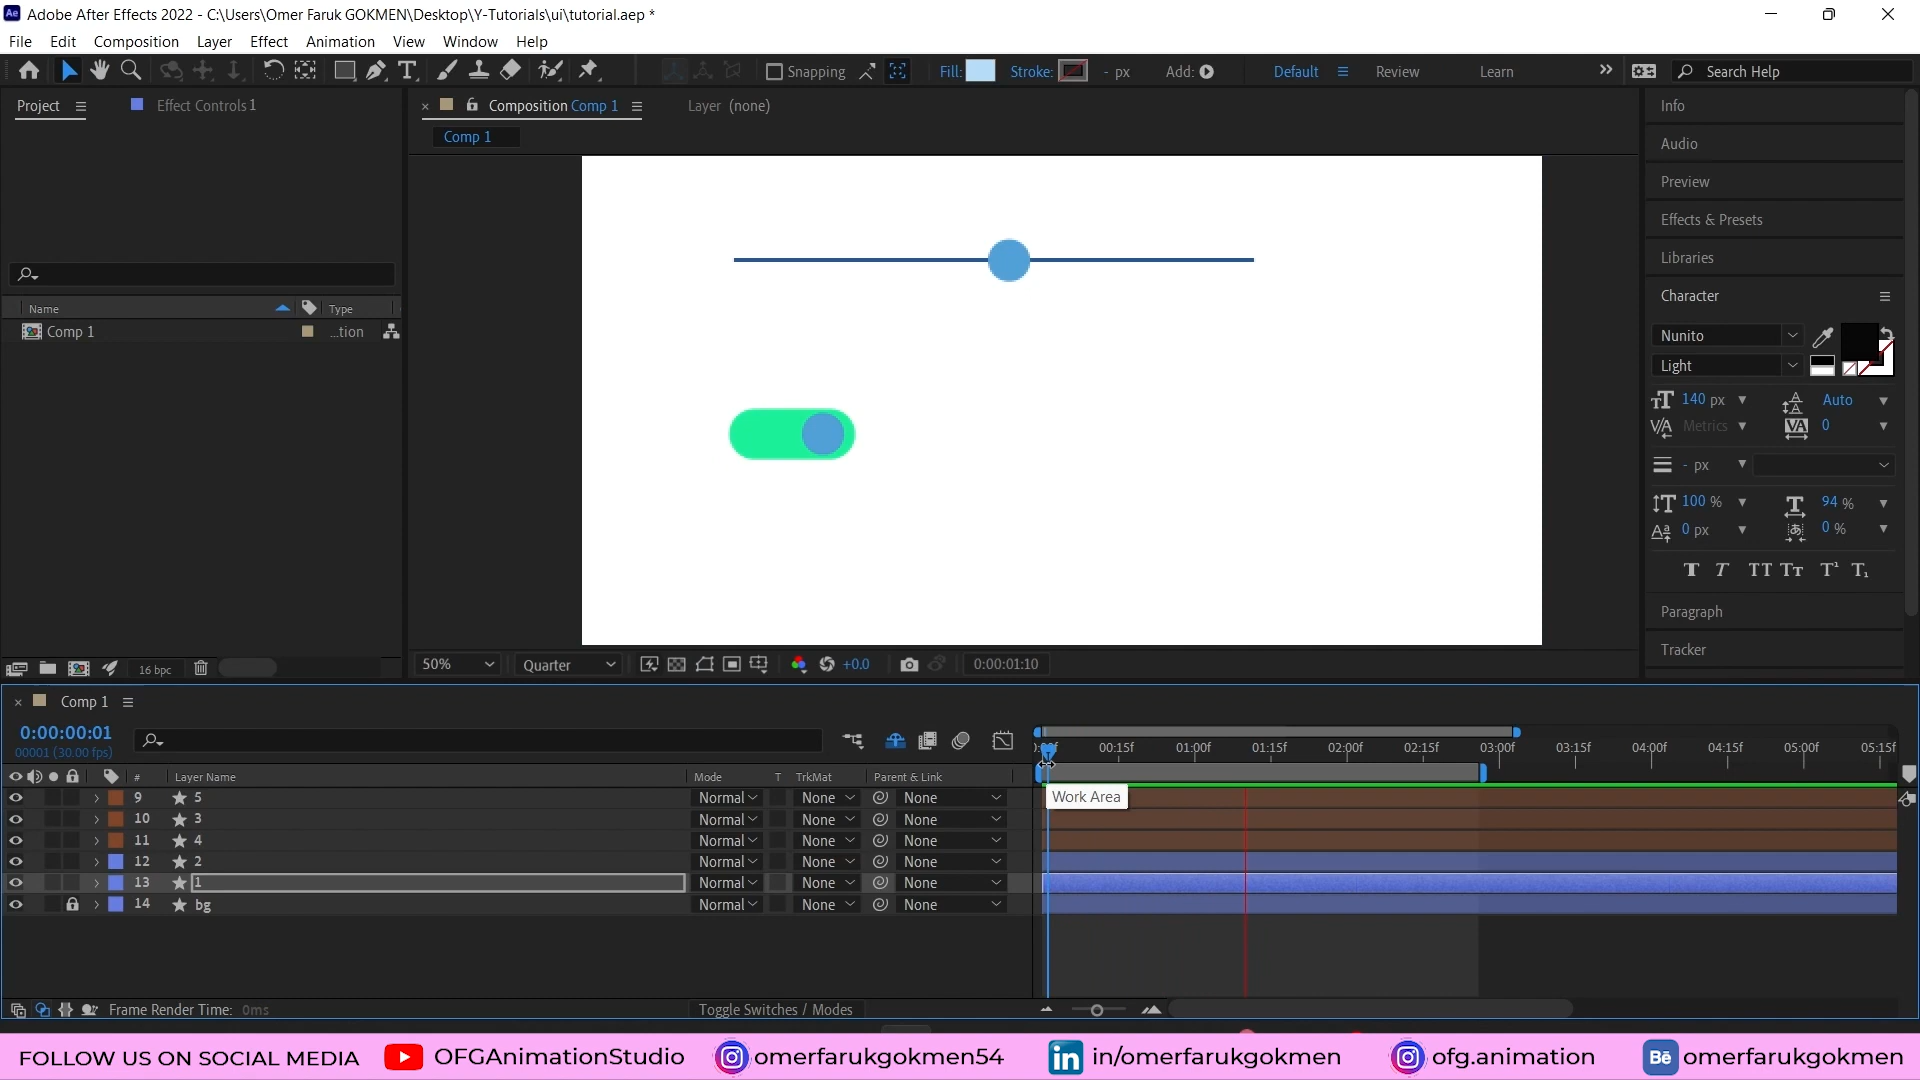 Ae Adobe After Effects 2022 - C:\Users\Omer Faruk GOKMEN\Desktop\Y-Tutorials\ui\tutorial.aep *
File Edit Composition Layer Effect Animation View Window Help
Snapping Fill: Stroke: - px Add: Default Review Learn Search Help
Project Effect Controls 1 Composition Comp 1 Layer (none) Info
Comp 1
Audio
Preview
Effects & Presets
Libraries
Name Type Character
Comp 1 ...tion
Nunito
Light
140 px Auto
Metrics 0
- px
100 % 94 %
0 px 0 %
Paragraph
Tracker
16 bpc 50% Quarter +0.0 0:00:01:10
Comp 1
0:00:00:01
00001 (30.00 fps)
00:15f 01:00f 01:15f 02:00f 02:15f 03:00f 03:15f 04:00f 04:15f 05:00f 05:15f
# Layer Name Mode T TrkMat Parent & Link
9 5 Normal None None Work Area
10 3 Normal None None
11 4 Normal None None
12 2 Normal None None
13 1 Normal None None
14 bg Normal None None
Frame Render Time: 0ms Toggle Switches / Modes
FOLLOW US ON SOCIAL MEDIA OFGAnimationStudio omerfarukgokmen54 in in/omerfarukgokmen ofg.animation Bē omerfarukgokmen